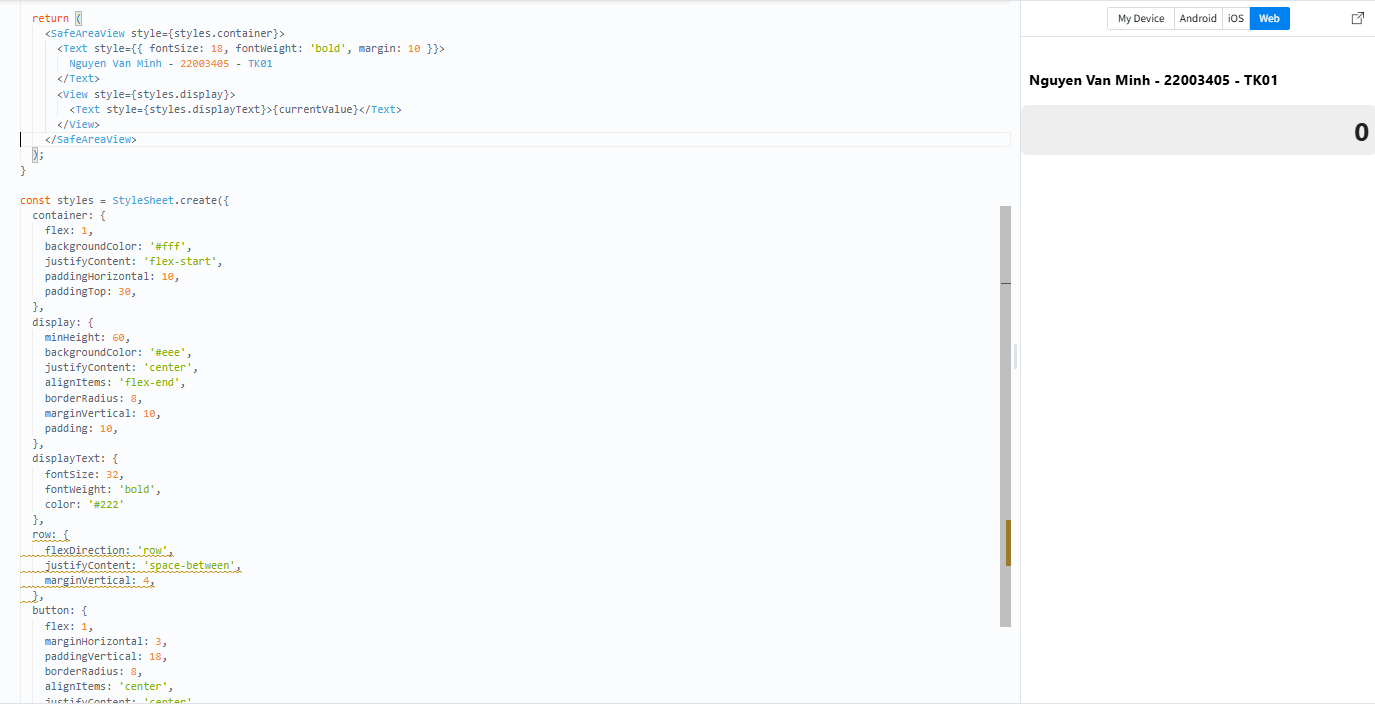 return (
<SafeAreaView style={styles.container}>
<Text style={{ fontSize: 18, fontWeight: 'bold', margin: 10 }}>
Nguyen Van Minh - 22003405 - TK01
</Text>
<View style={styles.display}>
<Text style={styles.displayText}>{currentValue}</Text>
</View>
</SafeAreaView>
);
}
const styles = StyleSheet.create({
container: {
flex: 1,
backgroundColor: '#fff',
justifyContent: 'flex-start',
paddingHorizontal: 10,
paddingTop: 30,
},
display: {
minHeight: 60,
backgroundColor: '#eee',
justifyContent: 'center',
alignItems: 'flex-end',
borderRadius: 8,
marginVertical: 10,
padding: 10,
},
displayText: {
fontSize: 32,
fontWeight: 'bold',
color: '#222'
},
row: {
flexDirection: 'row',
justifyContent: 'space-between',
marginVertical: 4,
},
button: {
flex: 1,
marginHorizontal: 3,
paddingVertical: 18,
borderRadius: 8,
alignItems: 'center',
justifyContent: 'center'
My Device Android iOS Web
Nguyen Van Minh - 22003405 - TK01
0